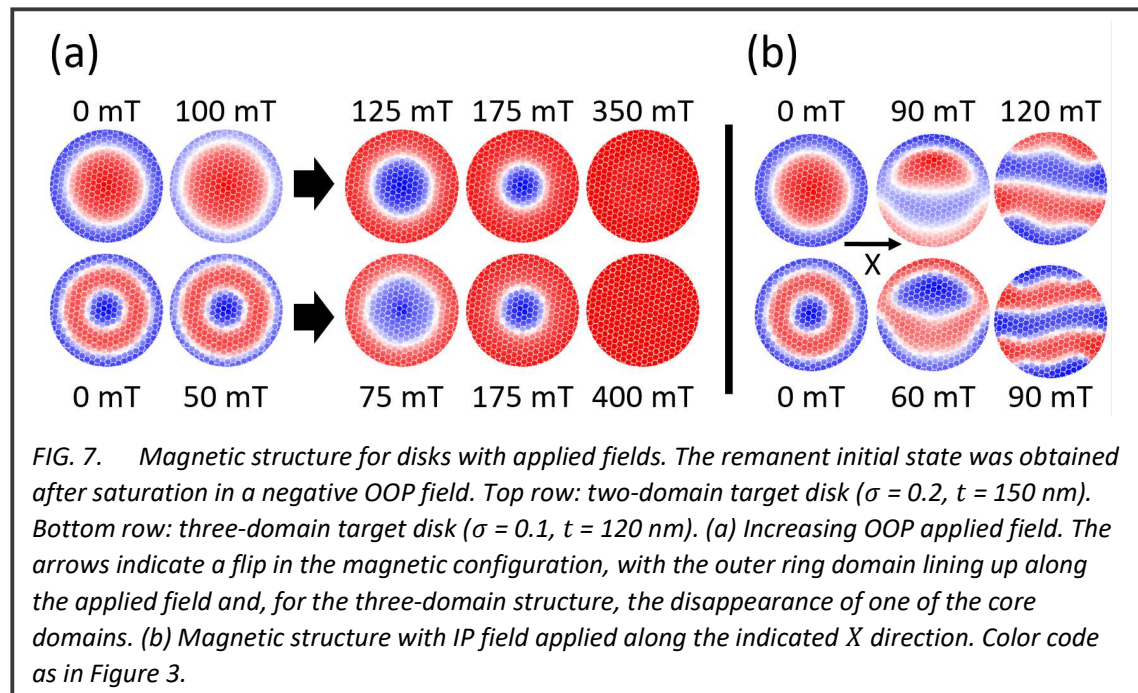 (a)
(b)
0 mT 100 mT 125 mT 175 mT 350 mT
0 mT 90 mT 120 mT
X
0 mT 50 mT 75 mT 175 mT 400 mT
0 mT 60 mT 90 mT
FIG. 7. Magnetic structure for disks with applied fields. The remanent initial state was obtained
after saturation in a negative OOP field. Top row: two-domain target disk (σ = 0.2, t = 150 nm).
Bottom row: three-domain target disk (σ = 0.1, t = 120 nm). (a) Increasing OOP applied field. The
arrows indicate a flip in the magnetic configuration, with the outer ring domain lining up along
the applied field and, for the three-domain structure, the disappearance of one of the core
domains. (b) Magnetic structure with IP field applied along the indicated X direction. Color code
as in Figure 3.